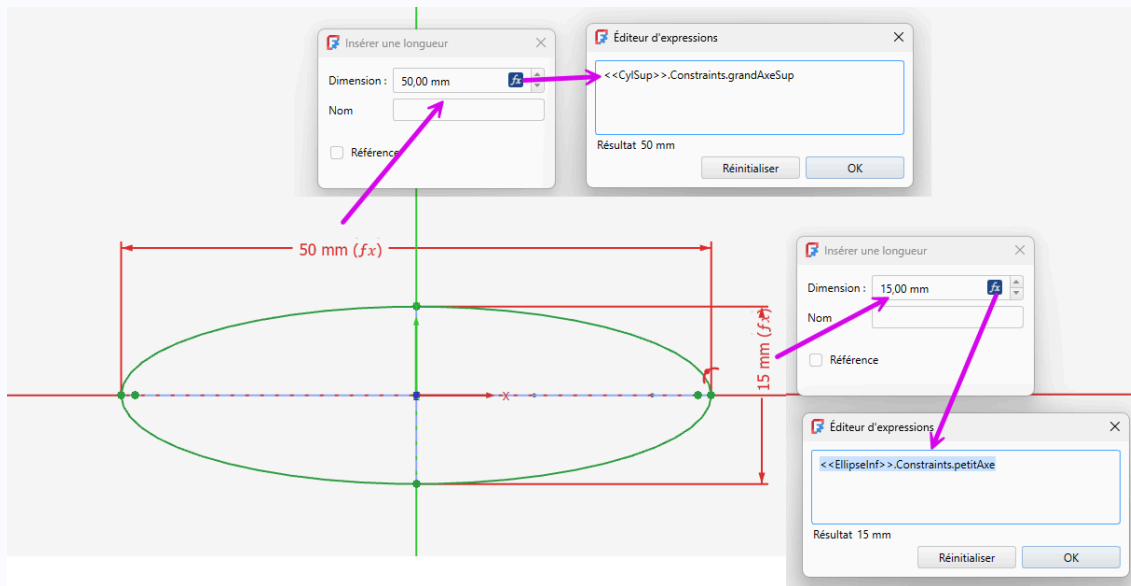 Insérer une longueur
Dimension : 50,00 mm fx
Nom
Référence
Éditeur d'expressions
<<CylSup>>.Constraints.grandAxeSup
Résultat 50 mm
Réinitialiser OK
50 mm (fx)
15 mm (fx)
X
Insérer une longueur
Dimension : 15,00 mm fx
Nom
Référence
Éditeur d'expressions
<<EllipseInf>>.Constraints.petitAxe
Résultat 15 mm
Réinitialiser OK